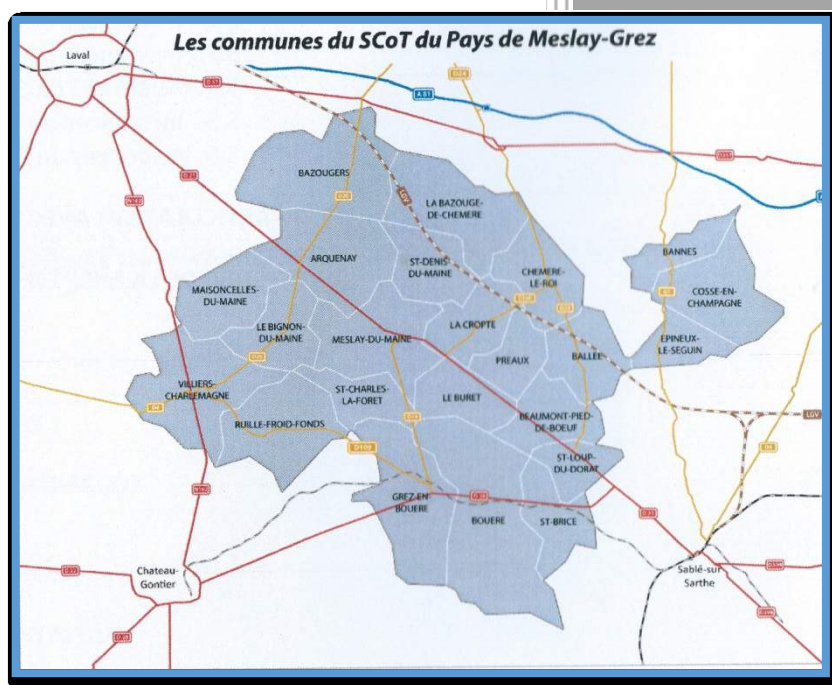 Les communes du SCoT du Pays de Meslay-Grez
Laval
A 81
BAZOUGERS
LGV
LA BAZOUGE-
DE-CHEMERE
BANNES
ARQUENAY
ST-DENIS
DU-MAINE
CHEMERE-
LE-ROI
COSSE-EN-
CHAMPAGNE
MAISONCELLES-
DU-MAINE
LE BIGNON-
DU-MAINE
MESLAY-DU-MAINE
LA CROPTE
EPINEUX-
LE-SEGUIN
PREAUX
BALLEE
VILLIERS-
CHARLEMAGNE
ST-CHARLES-
LA-FORET
LE BURET
BEAUMONT-PIED-
DE-BOEUF
LGV
RUILLE-FROID-FONDS
ST-LOUP-
DU-DORAT
GREZ-EN-
BOUERE
BOUERE
ST-BRICE
Chateau-
Gontier
Sablé-sur
Sarthe